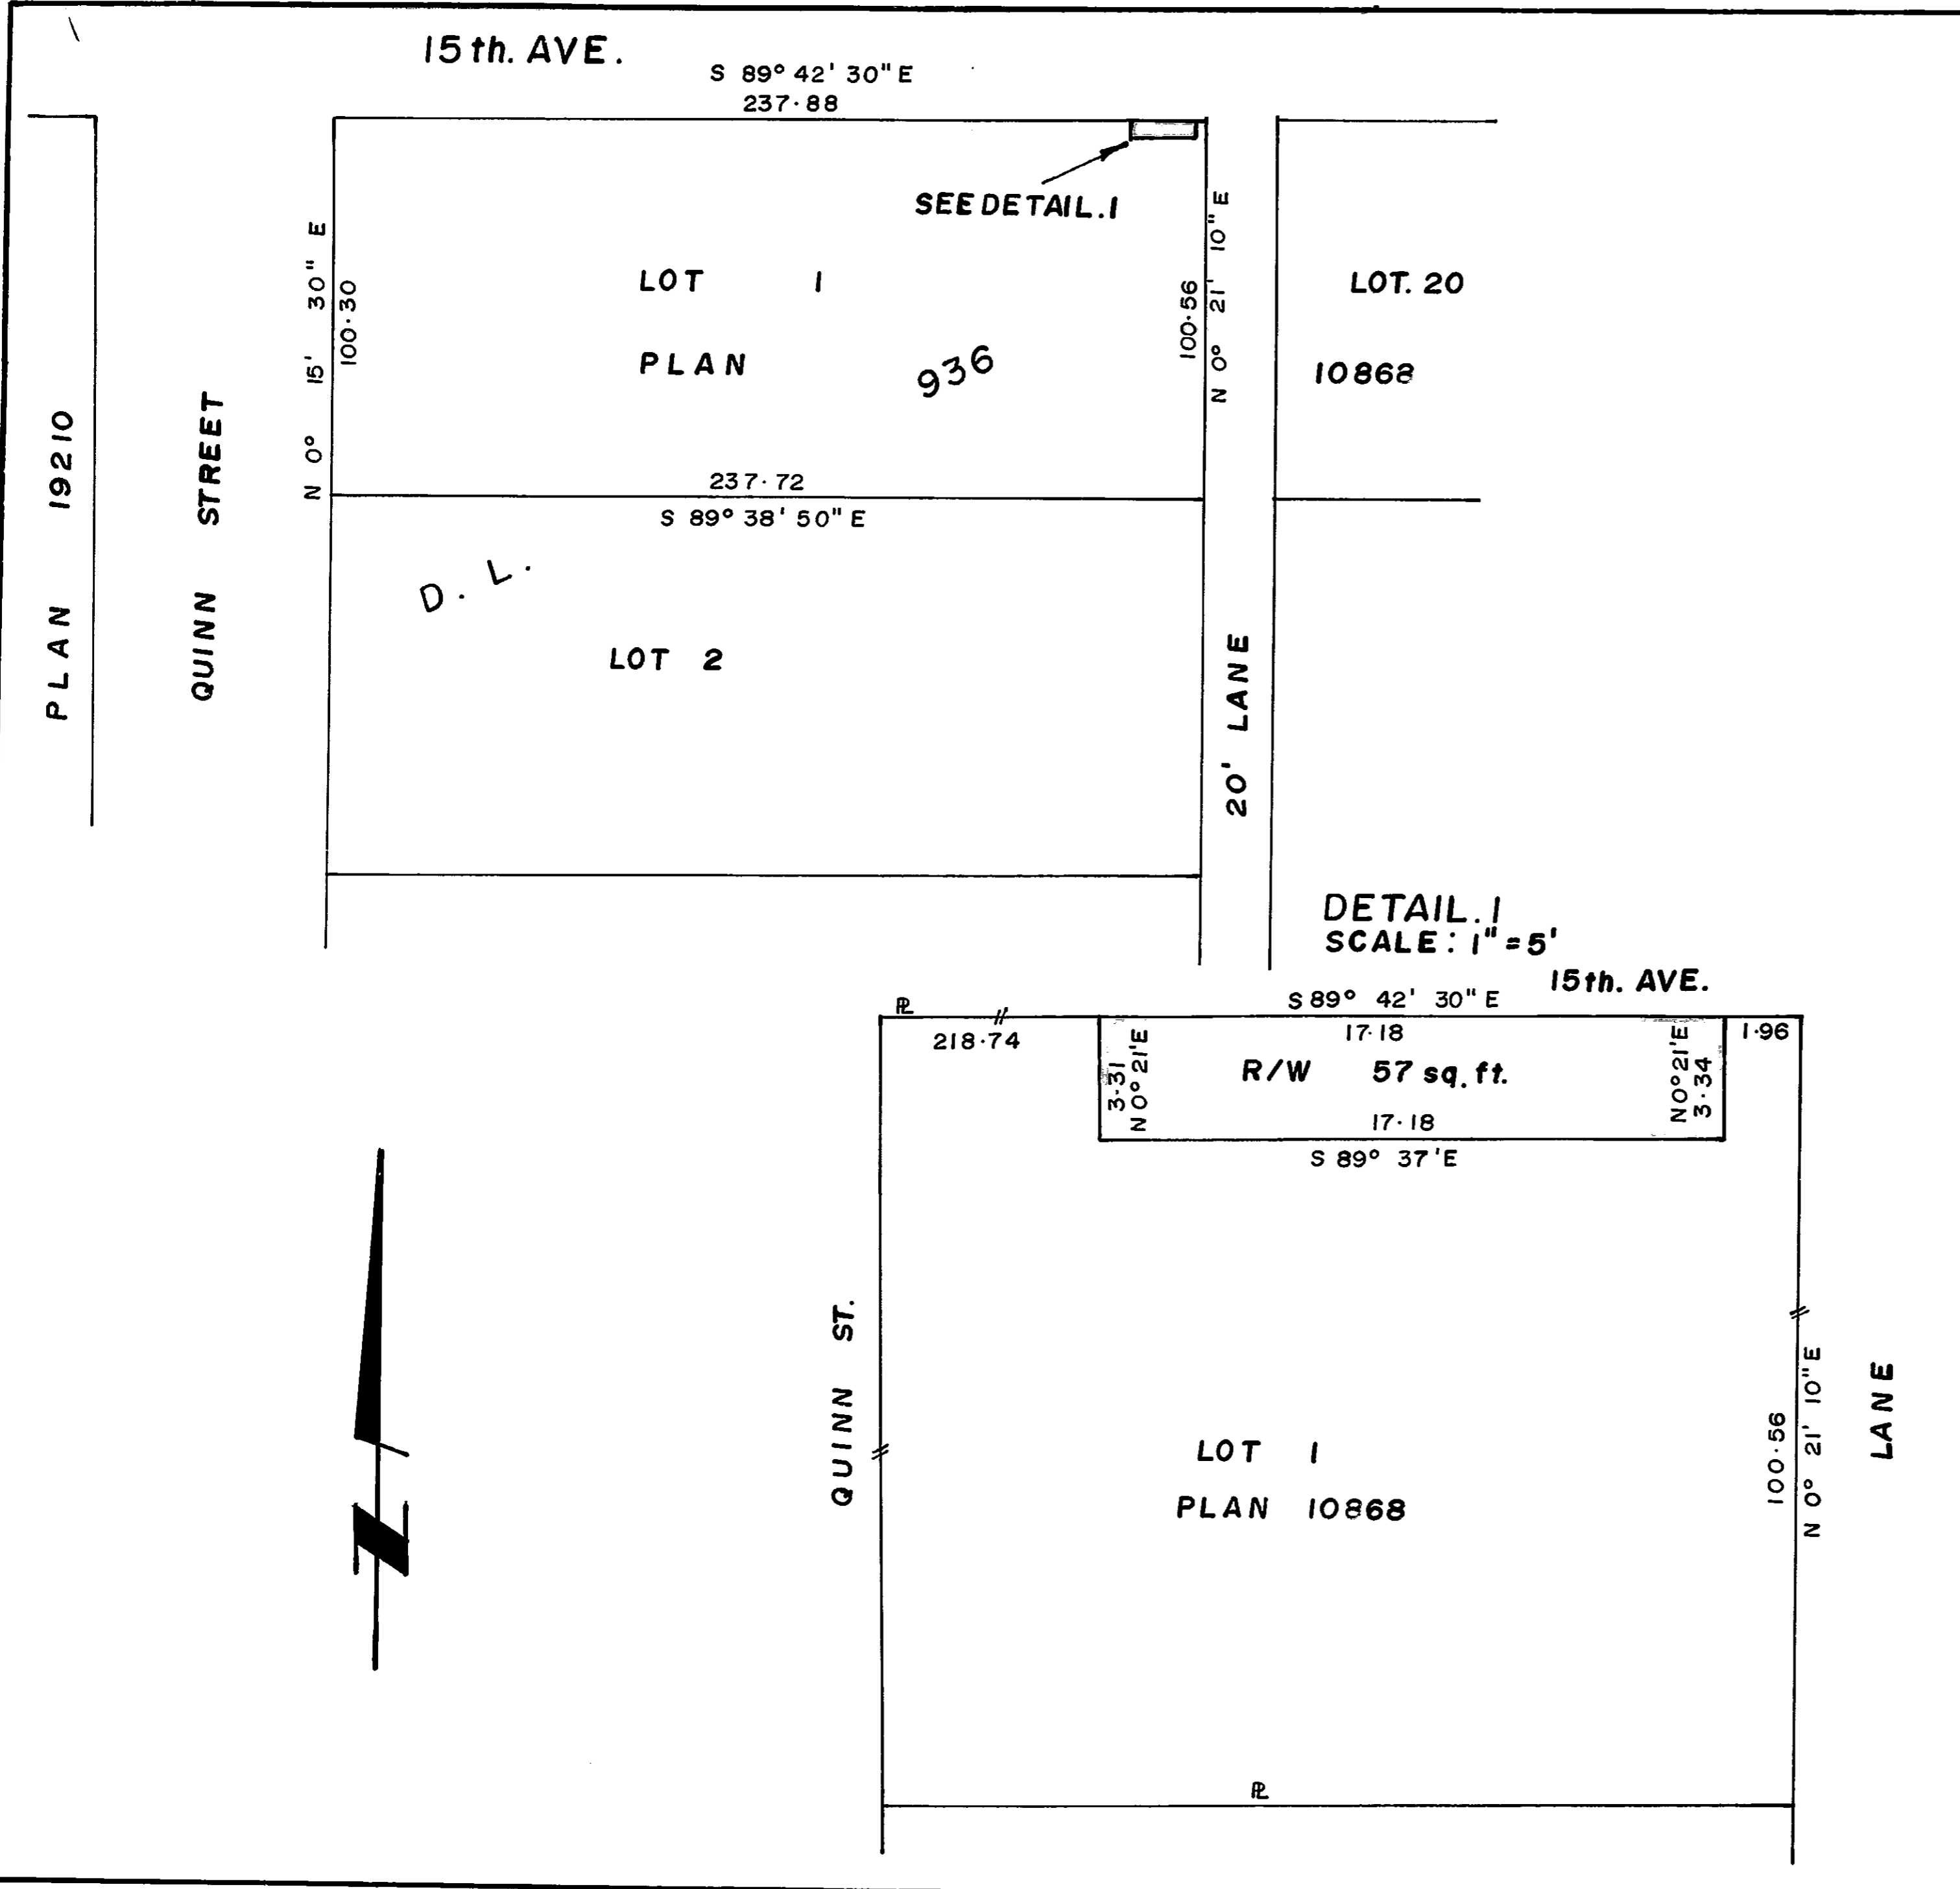 15th. AVE.
S 89° 42' 30" E
237·88
SEE DETAIL.1
N 0° 15' 30" E
100·30
LOT 1
PLAN
936
100·56
N 0° 21' 10" E
LOT. 20
10868
PLAN 19210
QUINN STREET
237·72
S 89° 38' 50" E
D. L.
LOT 2
20' LANE
DETAIL.1
SCALE: 1" = 5'
15th. AVE.
S 89° 42' 30" E
PL
218·74
17·18
1·96
3·31
N 0° 21' E
R/W 57 sq. ft.
N 0° 21' E
3·34
17·18
S 89° 37' E
N
QUINN ST.
LOT 1
PLAN 10868
100·56
N 0° 21' 10" E
LANE
PL